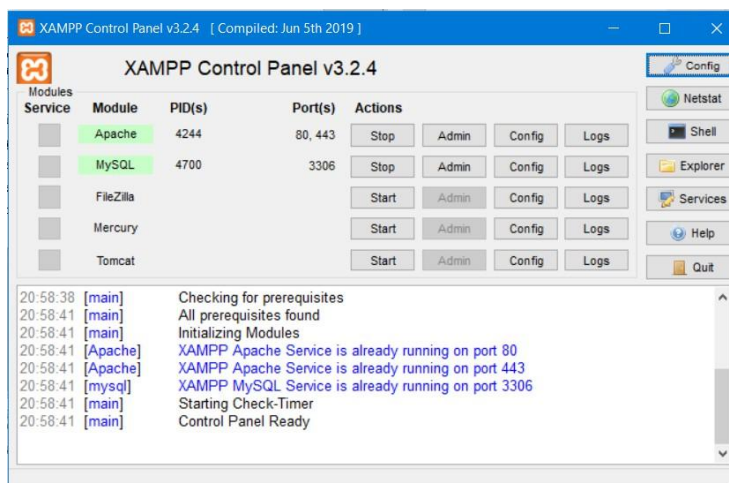 XAMPP Control Panel v3.2.4 [ Compiled: Jun 5th 2019 ]
XAMPP Control Panel v3.2.4
Config
Modules
Service Module PID(s) Port(s) Actions
Netstat
Apache 4244 80, 443 Stop Admin Config Logs
Shell
MySQL 4700 3306 Stop Admin Config Logs
Explorer
FileZilla Start Admin Config Logs
Services
Mercury Start Admin Config Logs
Help
Tomcat Start Admin Config Logs
Quit
20:58:38 [main] Checking for prerequisites
20:58:41 [main] All prerequisites found
20:58:41 [main] Initializing Modules
20:58:41 [Apache] XAMPP Apache Service is already running on port 80
20:58:41 [Apache] XAMPP Apache Service is already running on port 443
20:58:41 [mysql] XAMPP MySQL Service is already running on port 3306
20:58:41 [main] Starting Check-Timer
20:58:41 [main] Control Panel Ready